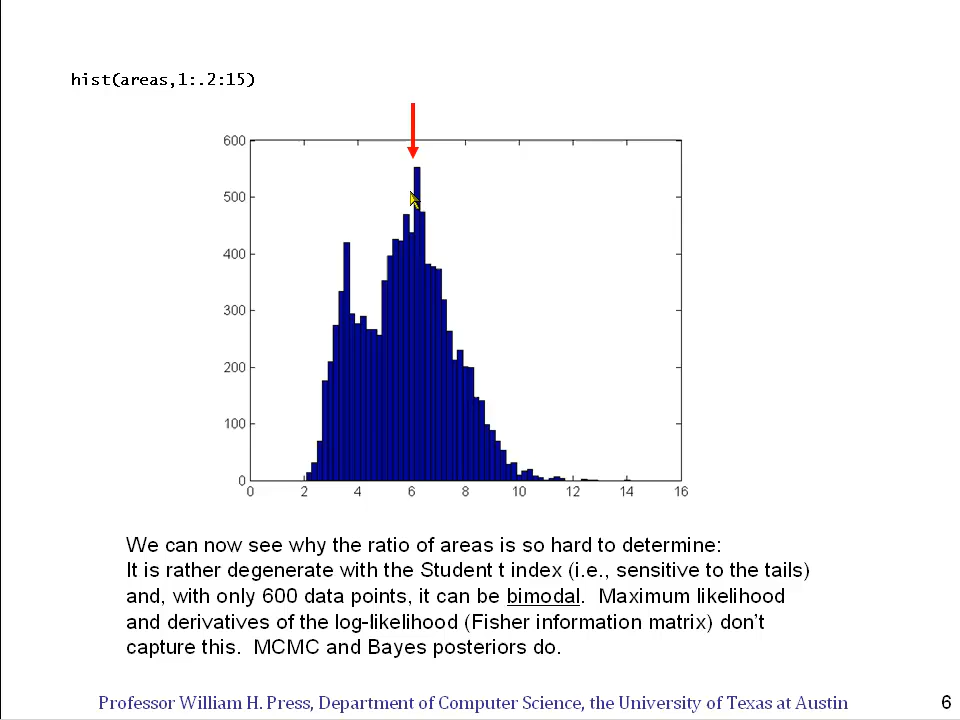 hist(areas,1:.2:15)
600
500
400
300
200
100
0
0 2 4 6 8 10 12 14 16
We can now see why the ratio of areas is so hard to determine:
It is rather degenerate with the Student t index (i.e., sensitive to the tails)
and, with only 600 data points, it can be bimodal. Maximum likelihood
and derivatives of the log-likelihood (Fisher information matrix) don't
capture this. MCMC and Bayes posteriors do.
Professor William H. Press, Department of Computer Science, the University of Texas at Austin
6